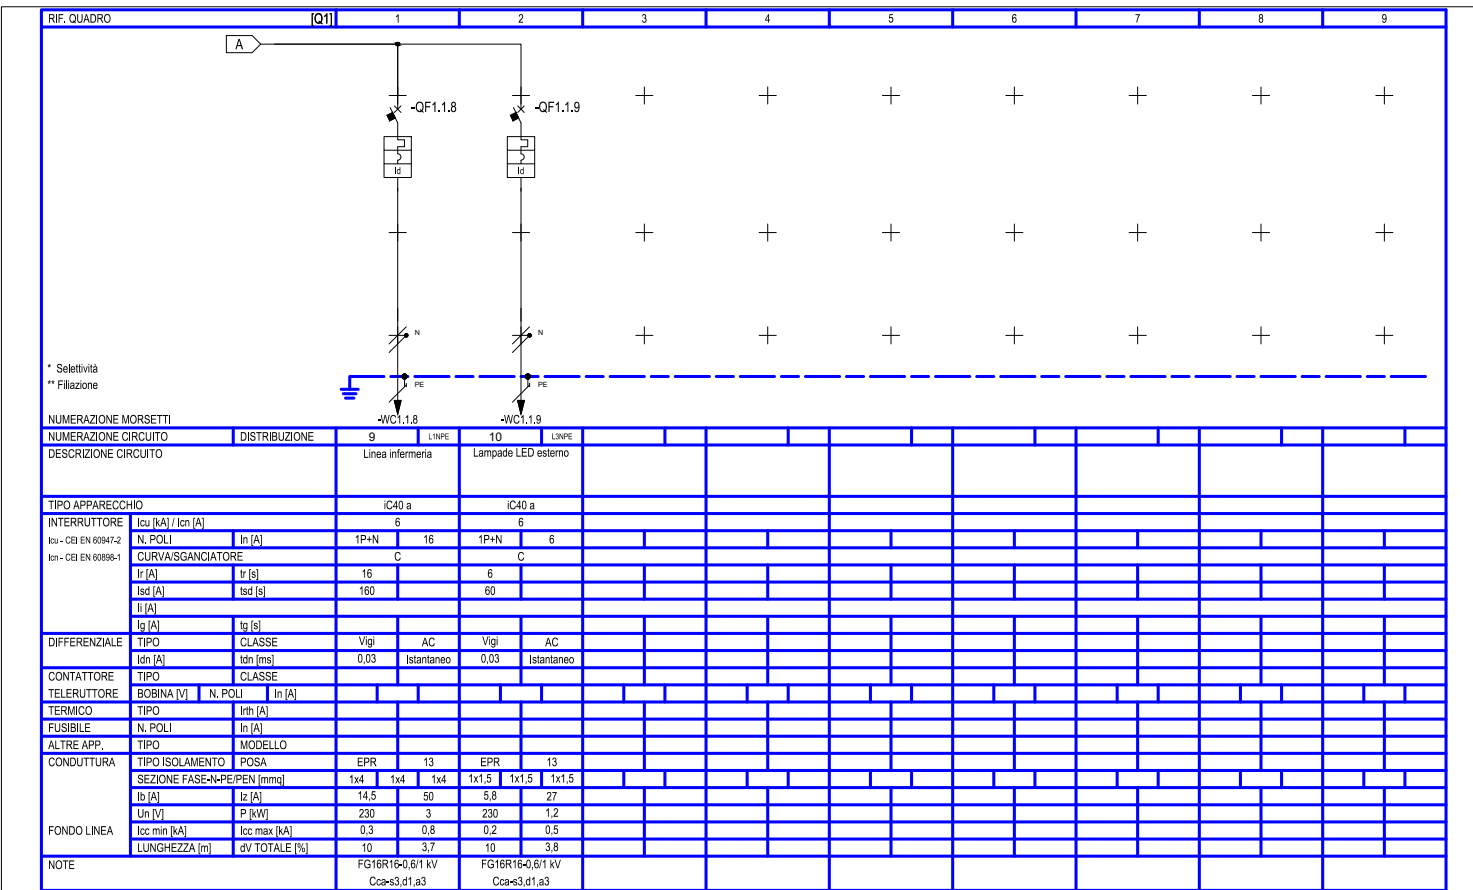 RIF. QUADRO [Q1] 1 2 3 4 5 6 7 8 9
A
-QF1.1.8 -QF1.1.9
Id Id
N N
* Selettività
** Filiazione
PE PE
NUMERAZIONE MORSETTI -WC1.1.8 -WC1.1.9
NUMERAZIONE CIRCUITO DISTRIBUZIONE 9 L1NPE 10 L3NPE
DESCRIZIONE CIRCUITO Linea infermeria Lampade LED esterno
TIPO APPARECCHIO iC40 a iC40 a
INTERRUTTORE Icu [kA] / Icn [A] 6 6
Icu - CEI EN 60947-2 N. POLI In [A] 1P+N 16 1P+N 6
Icn - CEI EN 60898-1 CURVA/SGANCIATORE C C
Ir [A] tr [s] 16 6
Isd [A] tsd [s] 160 60
Ii [A]
Ig [A] tg [s]
DIFFERENZIALE TIPO CLASSE Vigi AC Vigi AC
Idn [A] tdn [ms] 0,03 Istantaneo 0,03 Istantaneo
CONTATTORE TIPO CLASSE
TELERUTTORE BOBINA [V] N. POLI In [A]
TERMICO TIPO Irth [A]
FUSIBILE N. POLI In [A]
ALTRE APP. TIPO MODELLO
CONDUTTURA TIPO ISOLAMENTO POSA EPR 13 EPR 13
SEZIONE FASE-N-PE/PEN [mmq] 1x4 1x4 1x4 1x1,5 1x1,5 1x1,5
Ib [A] Iz [A] 14,5 50 5,8 27
Un [V] P [kW] 230 3 230 1,2
FONDO LINEA Icc min [kA] Icc max [kA] 0,3 0,8 0,2 0,5
LUNGHEZZA [m] dV TOTALE [%] 10 3,7 10 3,8
NOTE FG16R16-0,6/1 kV FG16R16-0,6/1 kV
Cca-s3,d1,a3 Cca-s3,d1,a3